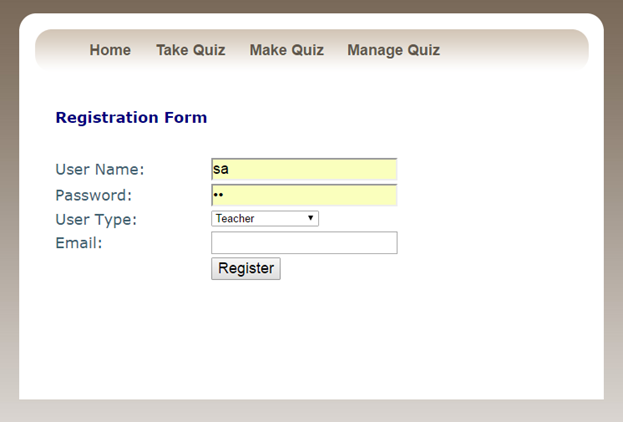 Home Take Quiz Make Quiz Manage Quiz
Registration Form
User Name: sa
Password: ••
User Type: Teacher
Email:
Register